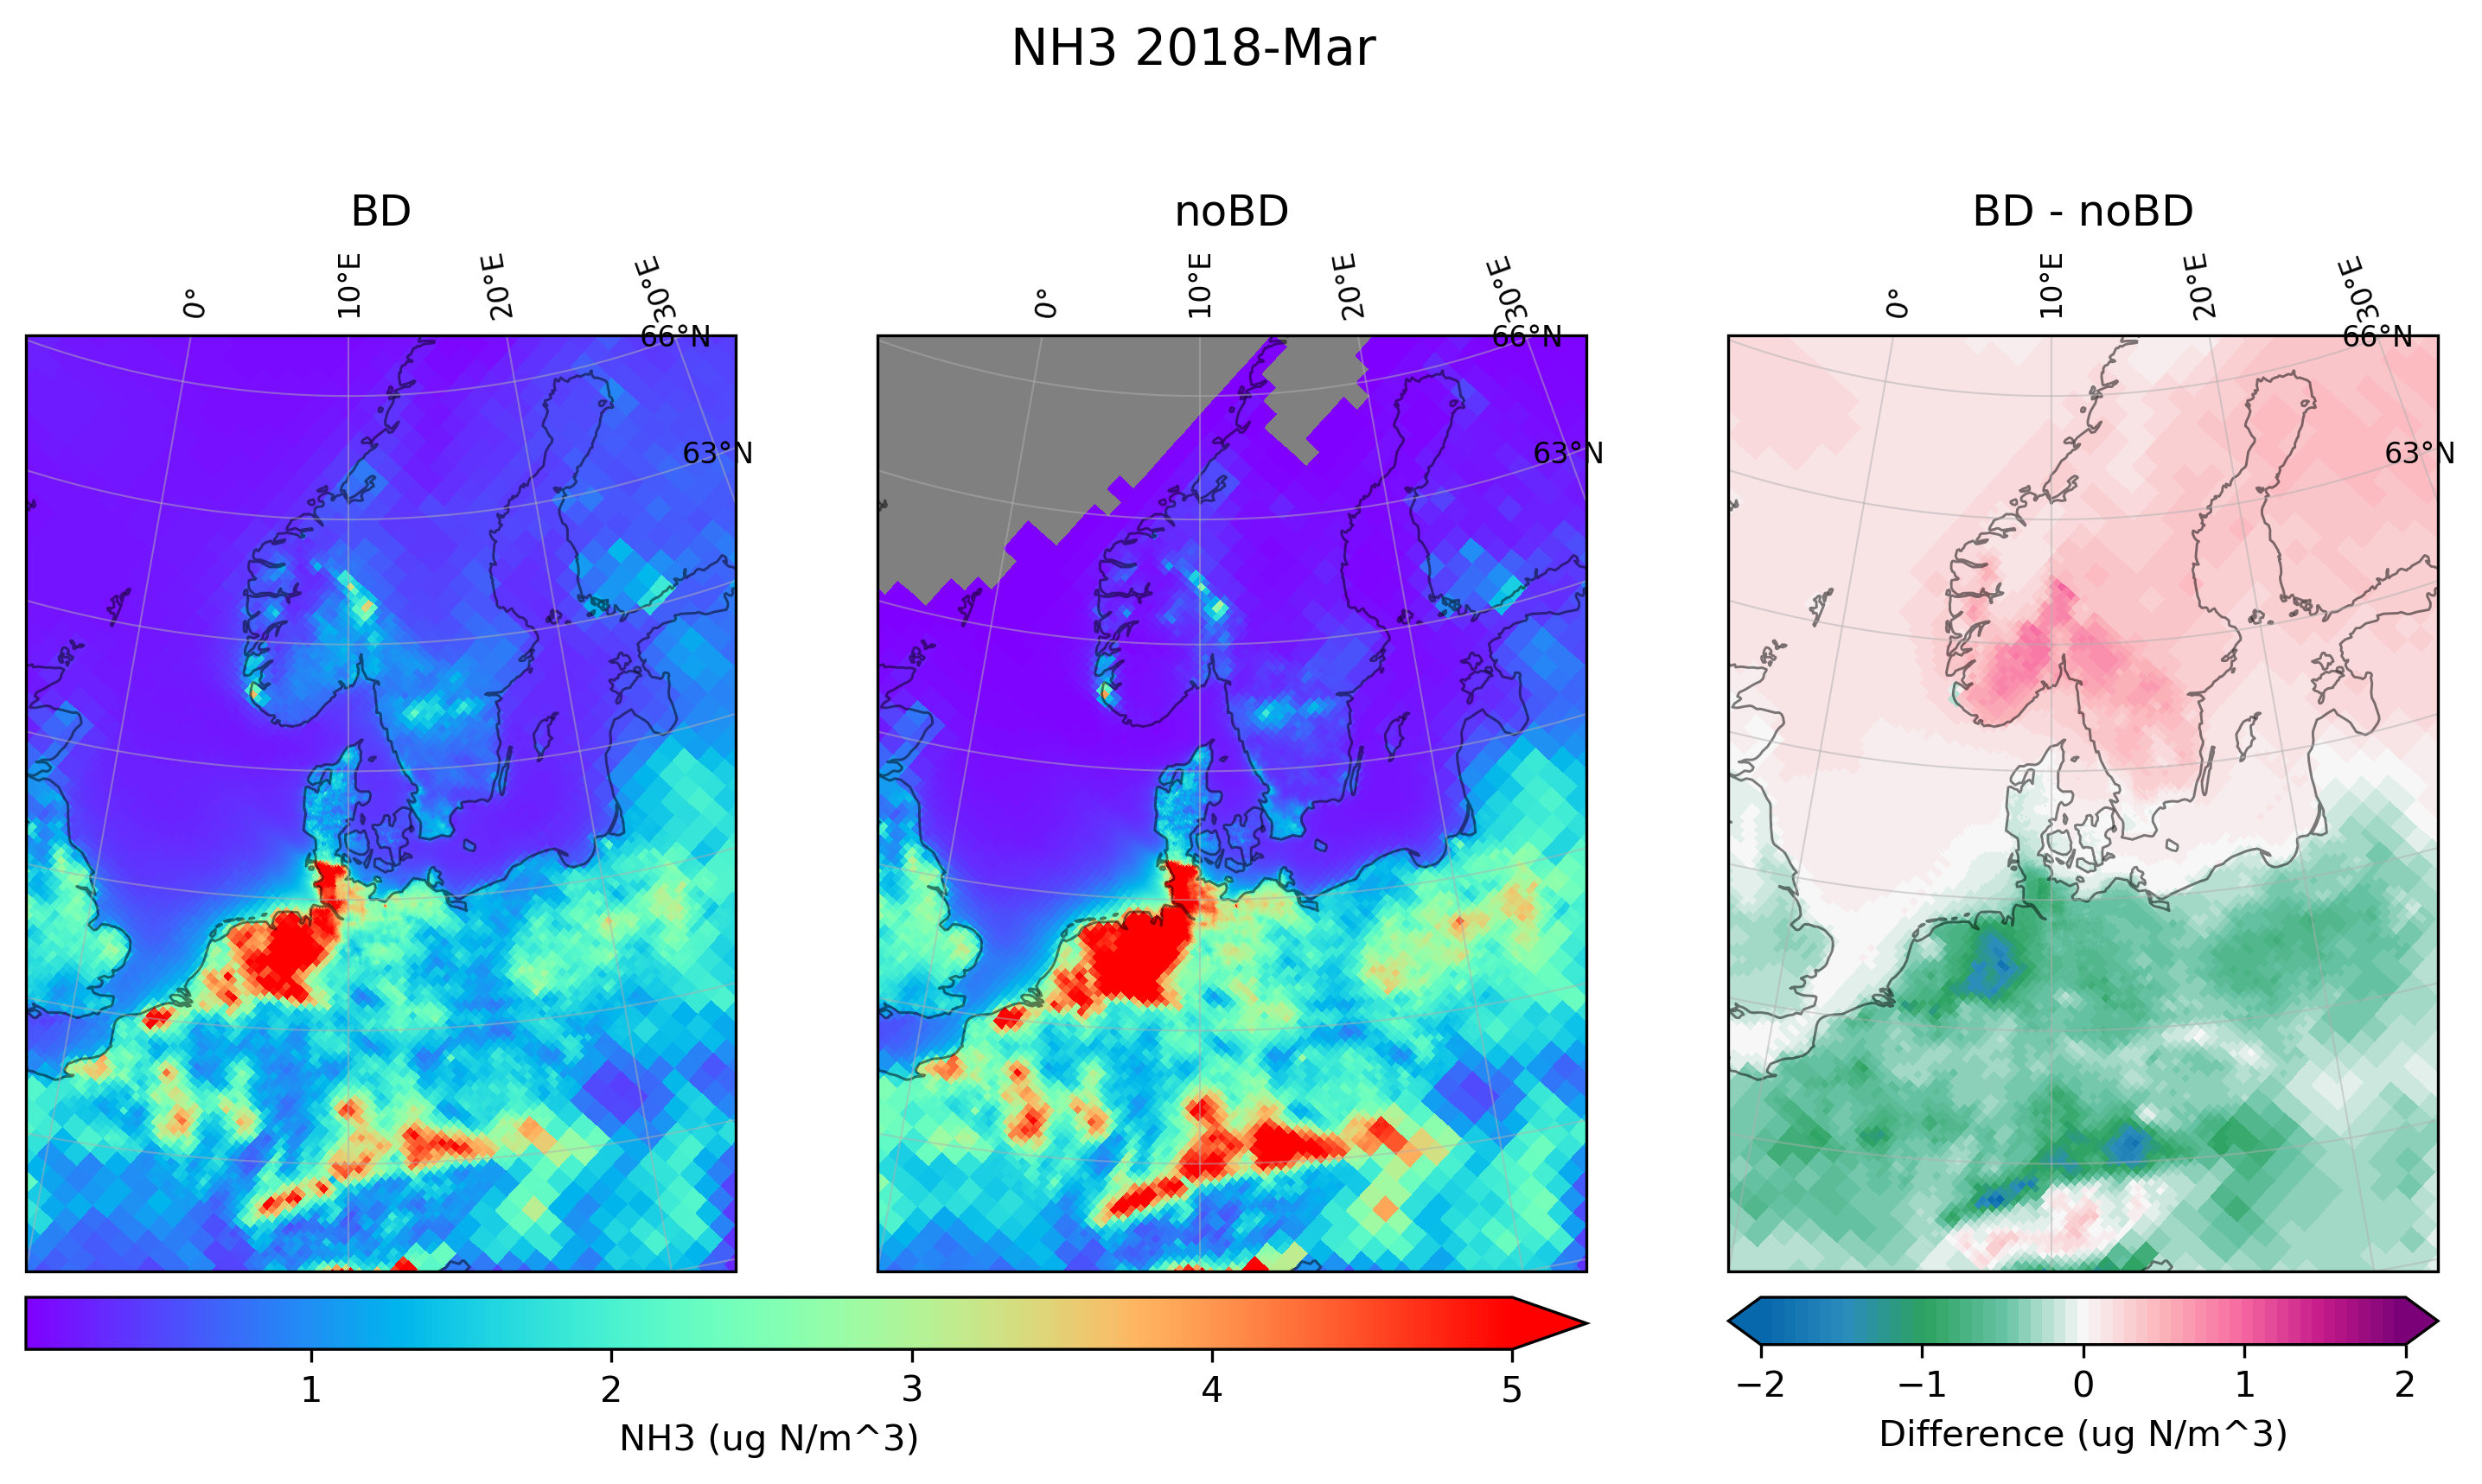 NH3 2018-Mar
BD
noBD
BD - noBD
0° 10°E 20°E 30°E
0° 10°E 20°E 30°E
0° 10°E 20°E 30°E
66°N 66°N 66°N
63°N 63°N 63°N
1 2 3 4 5
NH3 (ug N/m^3)
−2 −1 0 1 2
Difference (ug N/m^3)